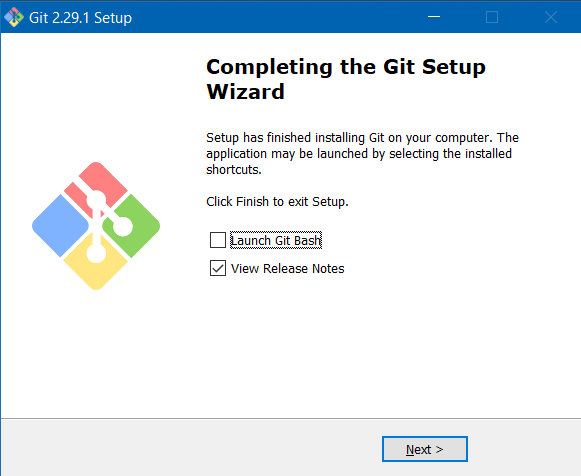 Git 2.29.1 Setup
Completing the Git Setup
Wizard
Setup has finished installing Git on your computer. The
application may be launched by selecting the installed
shortcuts.
Click Finish to exit Setup.
Launch Git Bash
View Release Notes
Next >